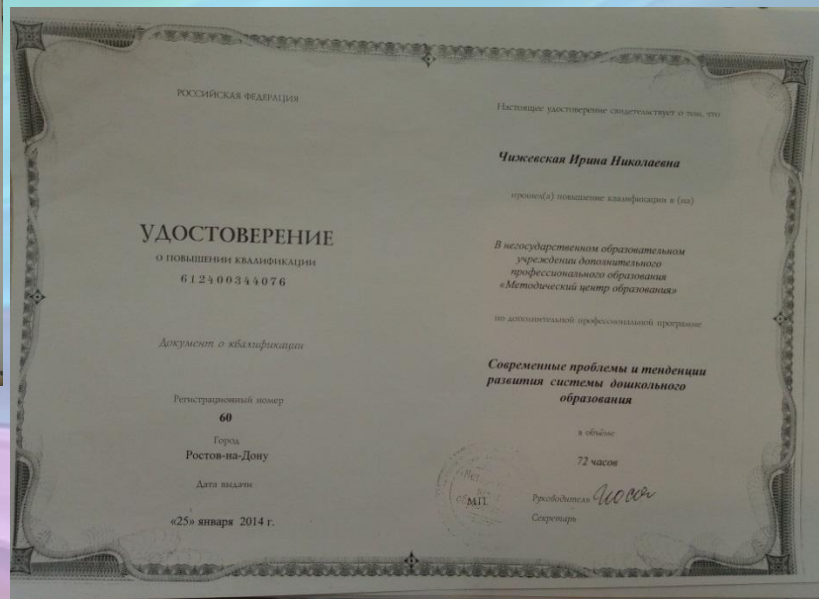 РОССИЙСКАЯ ФЕДЕРАЦИЯ
УДОСТОВЕРЕНИЕ
О ПОВЫШЕНИИ КВАЛИФИКАЦИИ
612400344076
Документ о квалификации
Регистрационный номер
60
Город
Ростов-на-Дону
Дата выдачи
«25» января 2014 г.
Настоящее удостоверение свидетельствует о том, что
Чижевская Ирина Николаевна
прошел(а) повышение квалификации в (на)
В негосударственном образовательном
учреждении дополнительного
профессионального образования
«Методический центр образования»
по дополнительной профессиональной программе
Современные проблемы и тенденции
развития системы дошкольного
образования
в объёме
72 часов
М.П.
Руководитель
Секретарь